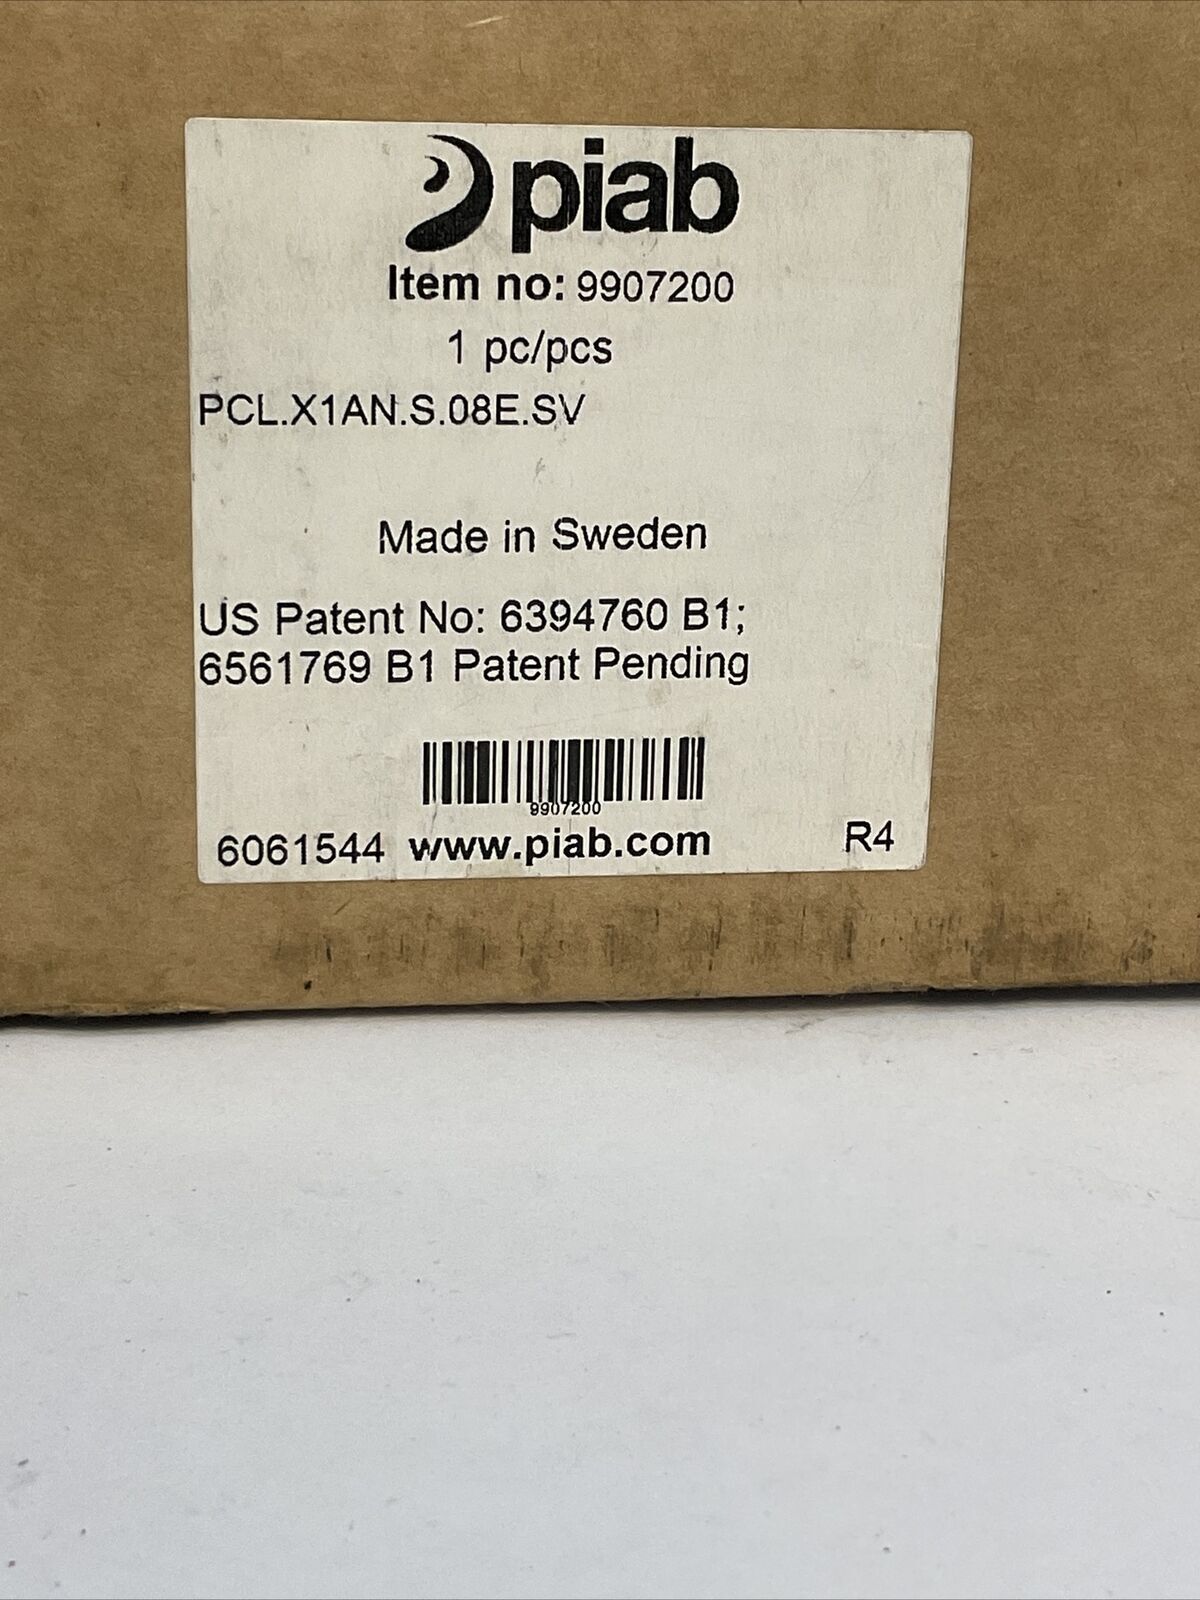 piab
Item no: 9907200
1 pc/pcs
PCL.X1AN.S.08E.SV
Made in Sweden
US Patent No: 6394760 B1;
6561769 B1 Patent Pending
9907200
6061544 www.piab.com R4